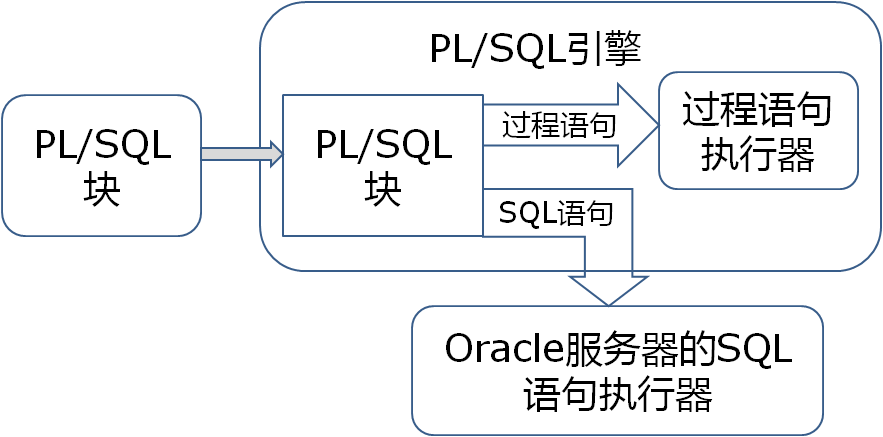 PL/SQL引擎
PL/SQL
块
PL/SQL
块
过程语句
过程语句
执行器
SQL语句
Oracle服务器的SQL
语句执行器